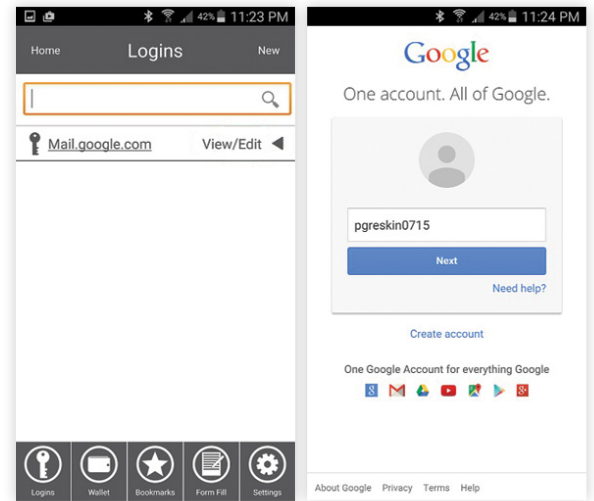 42% 11:23 PM
Home Logins New
Mail.google.com View/Edit
Logins Wallet Bookmarks Form Fill Settings
42% 11:24 PM
Google
One account. All of Google.
pgreskin0715
Next
Need help?
Create account
One Google Account for everything Google
8 8+
About Google Privacy Terms Help